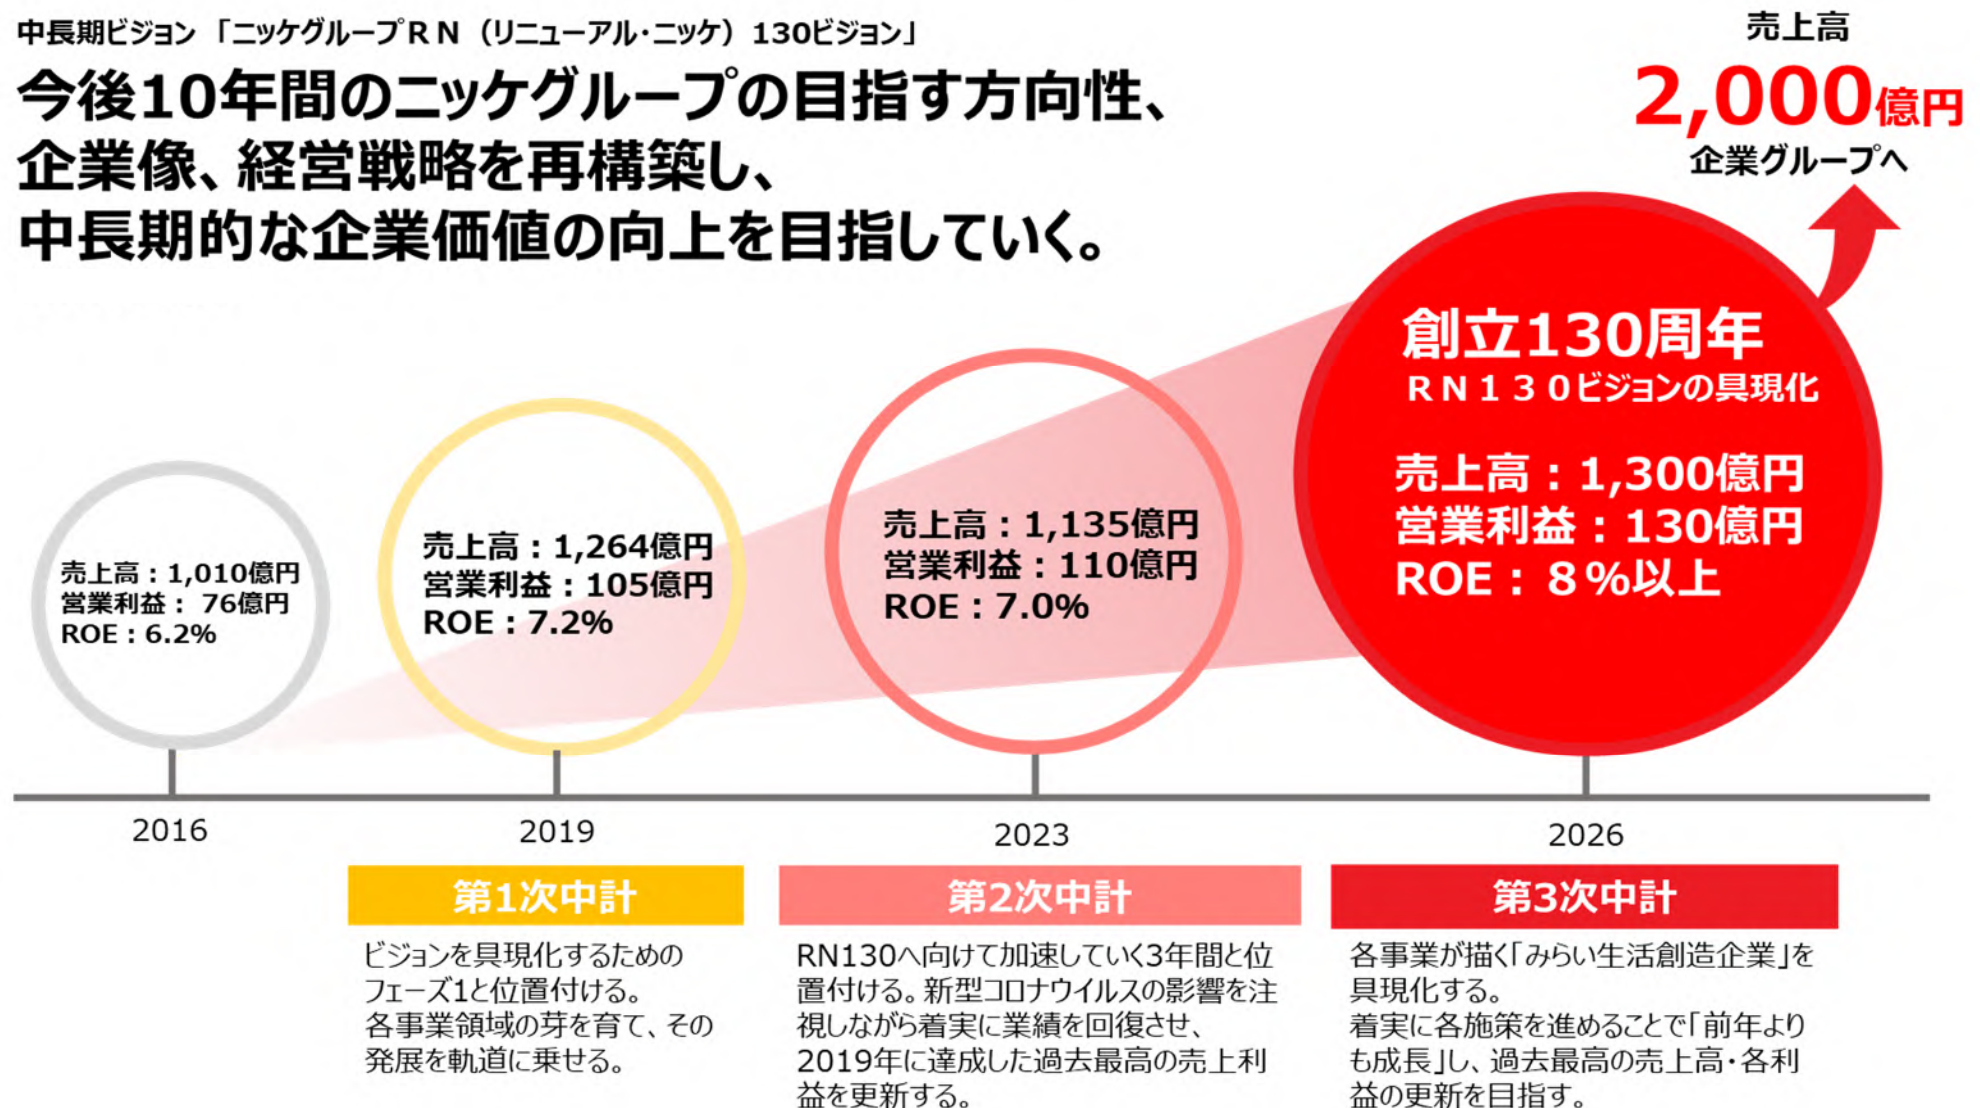 中長期ビジョン「ニッケグループＲＮ（リニューアル・ニッケ）130ビジョン」
今後10年間のニッケグループの目指す方向性、
企業像、経営戦略を再構築し、
中長期的な企業価値の向上を目指していく。
売上高
2,000億円
企業グループへ
創立130周年
ＲＮ１３０ビジョンの具現化
売上高：1,300億円
営業利益：130億円
ROE：８％以上
売上高：1,135億円
営業利益：110億円
ROE：7.0%
売上高：1,264億円
営業利益：105億円
ROE：7.2%
売上高：1,010億円
営業利益： 76億円
ROE：6.2%
2016
2019
2023
2026
第1次中計
ビジョンを具現化するための
フェーズ1と位置付ける。
各事業領域の芽を育て、その
発展を軌道に乗せる。
第2次中計
RN130へ向けて加速していく3年間と位
置付ける。新型コロナウイルスの影響を注
視しながら着実に業績を回復させ、
2019年に達成した過去最高の売上利
益を更新する。
第3次中計
各事業が描く「みらい生活創造企業」を
具現化する。
着実に各施策を進めることで「前年より
も成長」し、過去最高の売上高・各利
益の更新を目指す。